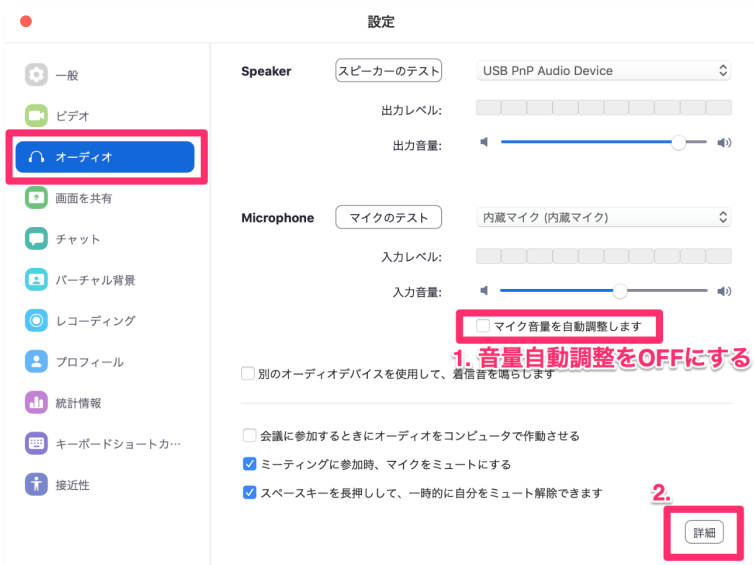 設定
一般
ビデオ
オーディオ
画面を共有
チャット
バーチャル背景
レコーディング
プロフィール
統計情報
キーボードショートカ…
接近性
Speaker スピーカーのテスト USB PnP Audio Device
出力レベル:
出力音量:
Microphone マイクのテスト 内蔵マイク (内蔵マイク)
入力レベル:
入力音量:
マイク音量を自動調整します
1. 音量自動調整をOFFにする
別のオーディオデバイスを使用して、着信音を鳴らします
会議に参加するときにオーディオをコンピュータで作動させる
ミーティングに参加時、マイクをミュートにする
スペースキーを長押しして、一時的に自分をミュート解除できます
2.
詳細